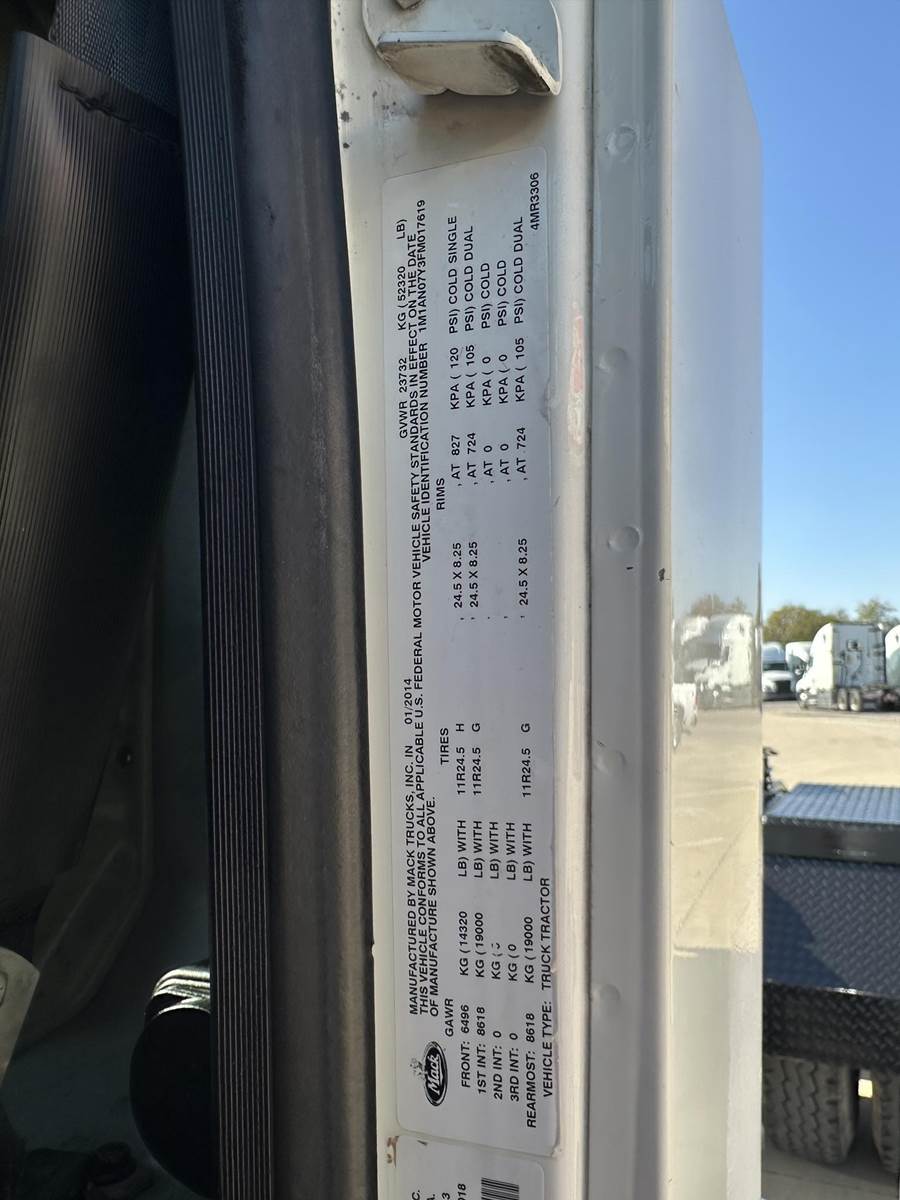 MANUFACTURED BY MACK TRUCKS, INC. IN 01/2014 GVWR 23732 KG ( 52320 LB)
THIS VEHICLE CONFORMS TO ALL APPLICABLE U.S. FEDERAL MOTOR VEHICLE SAFETY STANDARDS IN EFFECT ON THE DATE
OF MANUFACTURE SHOWN ABOVE. VEHICLE IDENTIFICATION NUMBER 1M1AN07Y3FM017619
GAWR TIRES RIMS
FRONT: 6496 KG (14320 LB) WITH 11R24.5 H , 24.5 X 8.25 , AT 827 KPA ( 120 PSI) COLD SINGLE
1ST INT: 8618 KG (19000 LB) WITH 11R24.5 G , 24.5 X 8.25 , AT 724 KPA ( 105 PSI) COLD DUAL
2ND INT: 0 KG ( LB) WITH , , AT 0 KPA ( 0 PSI) COLD
3RD INT: 0 KG ( 0 LB) WITH , , AT 0 KPA ( 0 PSI) COLD
REARMOST: 8618 KG (19000 LB) WITH 11R24.5 G , 24.5 X 8.25 , AT 724 KPA ( 105 PSI) COLD DUAL
VEHICLE TYPE: TRUCK TRACTOR 4MR3306
Mack
C.
A.
3
018